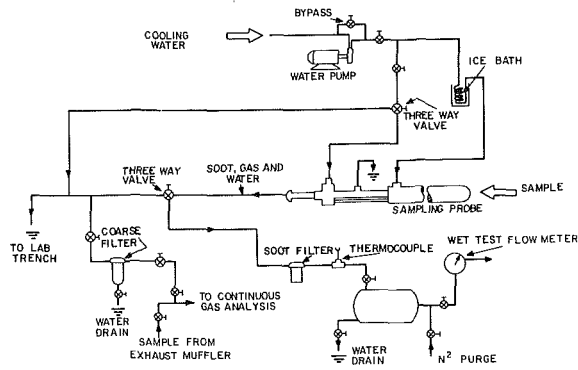 BYPASS
COOLING
WATER
WATER PUMP
ICE BATH
THREE WAY
VALVE
THREE WAY
VALVE
SOOT, GAS AND
WATER
SAMPLE
SAMPLING PROBE
TO LAB
TRENCH
COARSE
FILTER
SOOT FILTER
THERMOCOUPLE
WET TEST FLOW METER
WATER
DRAIN
TO CONTINUOUS
GAS ANALYSIS
SAMPLE FROM
EXHAUST MUFFLER
WATER
DRAIN
N² PURGE